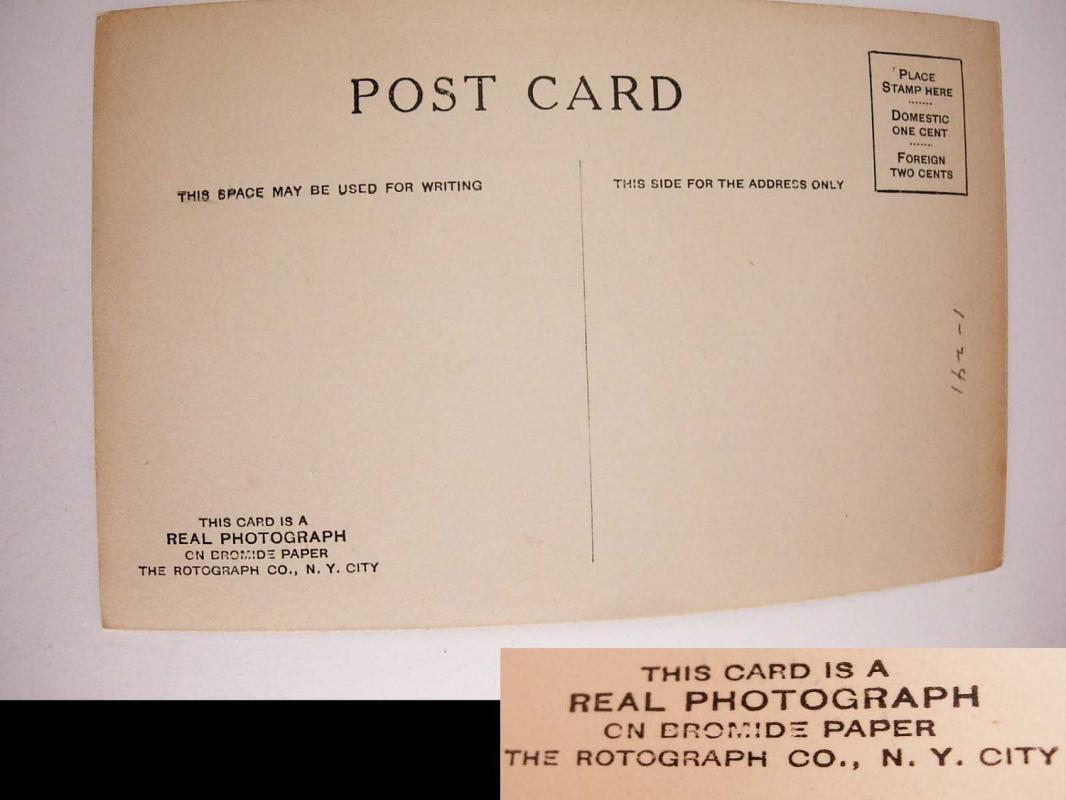 POST CARD
PLACE
STAMP HERE
DOMESTIC
ONE CENT
FOREIGN
TWO CENTS
THIS SPACE MAY BE USED FOR WRITING
THIS SIDE FOR THE ADDRESS ONLY
THIS CARD IS A
REAL PHOTOGRAPH
ON BROMIDE PAPER
THE ROTOGRAPH CO., N. Y. CITY
THIS CARD IS A
REAL PHOTOGRAPH
ON BROMIDE PAPER
THE ROTOGRAPH CO., N. Y. CITY